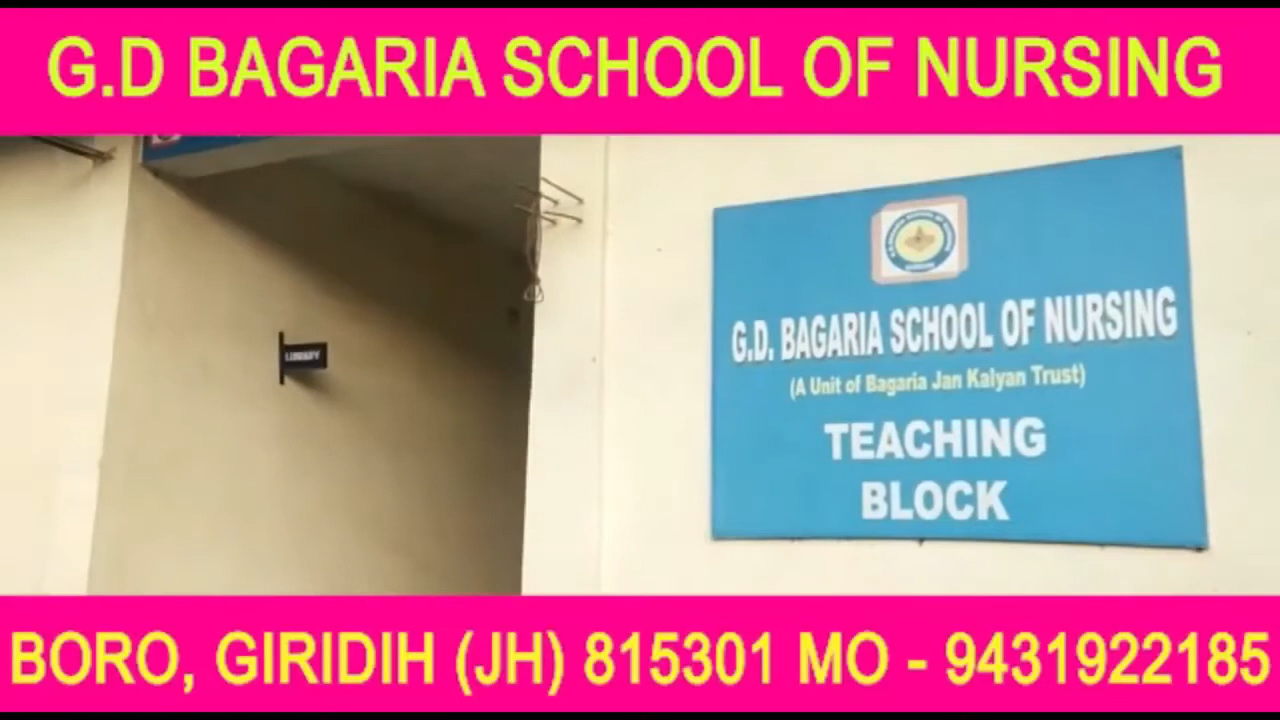 G.D BAGARIA SCHOOL OF NURSING
LIBRARY
G.D. BAGARIA SCHOOL OF NURSING
(A Unit of Bagaria Jan Kalyan Trust)
TEACHING
BLOCK
BORO, GIRIDIH (JH) 815301 MO - 9431922185